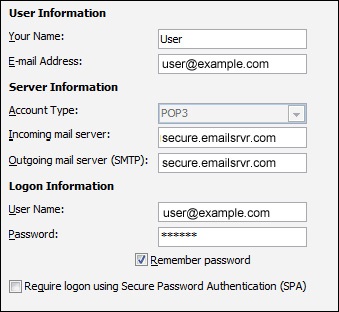 User Information
Your Name: User
E-mail Address: user@example.com
Server Information
Account Type: POP3
Incoming mail server: secure.emailsrvr.com
Outgoing mail server (SMTP): secure.emailsrvr.com
Logon Information
User Name: user@example.com
Password: ******
Remember password
Require logon using Secure Password Authentication (SPA)